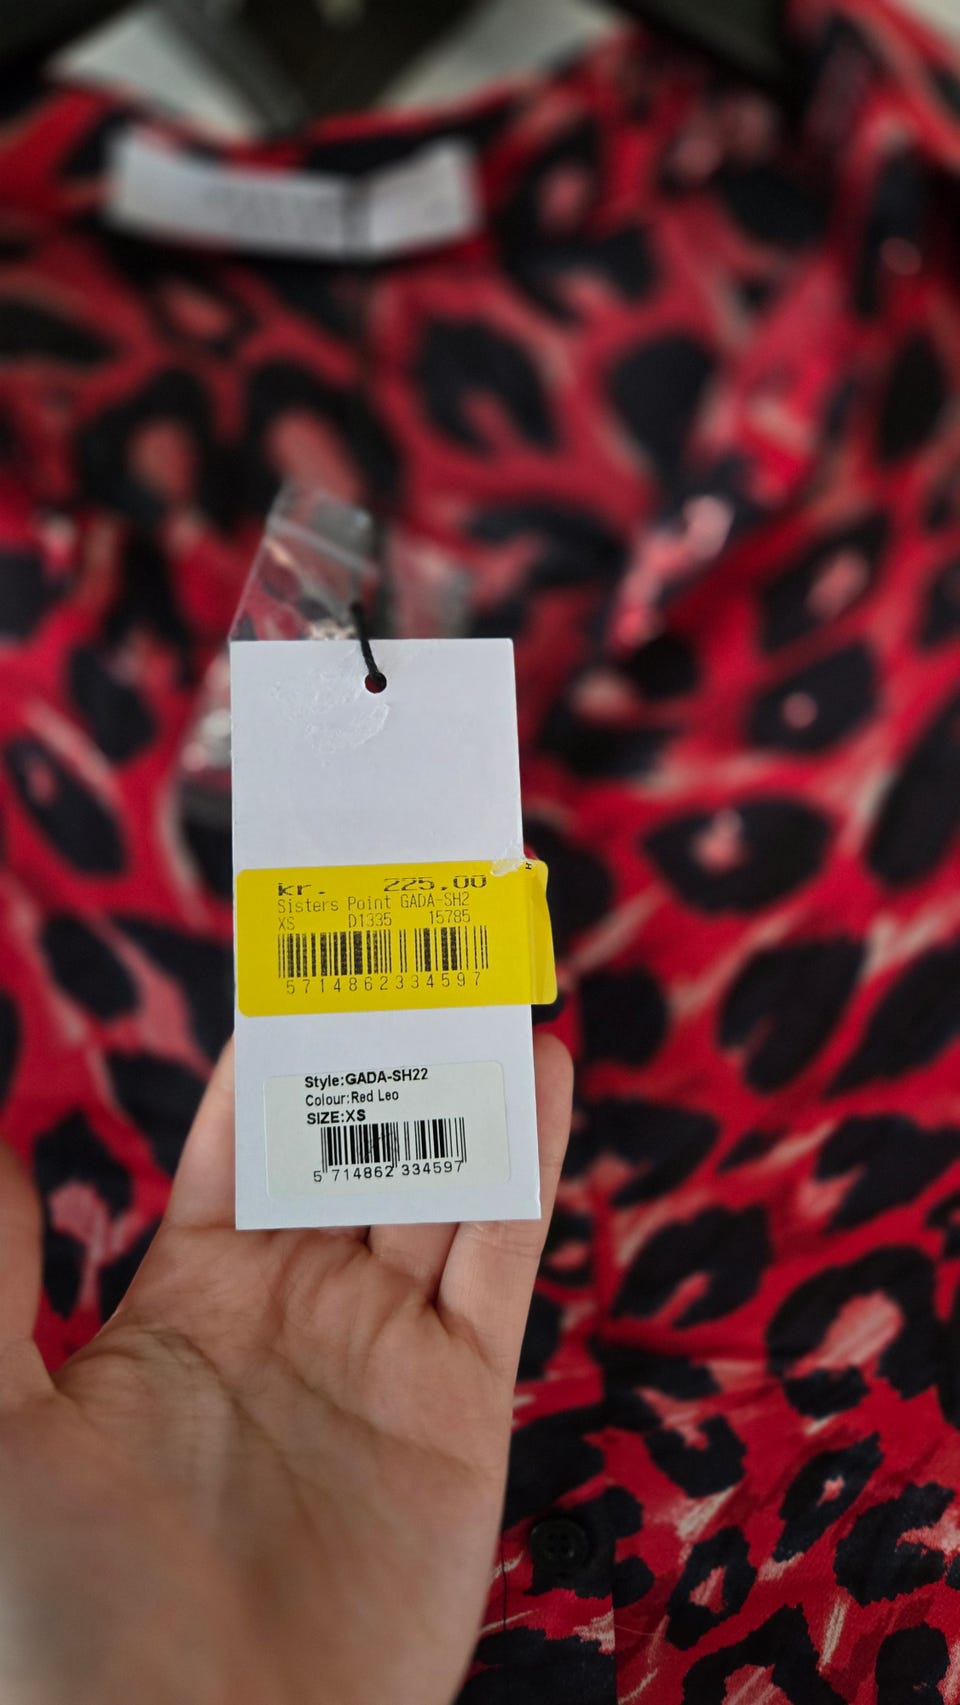 kr. 225,00
Sisters Point GADA-SH2
XS D1335 15785
5714862334597
Style:GADA-SH22
Colour:Red Leo
SIZE:XS
5 714862 334597